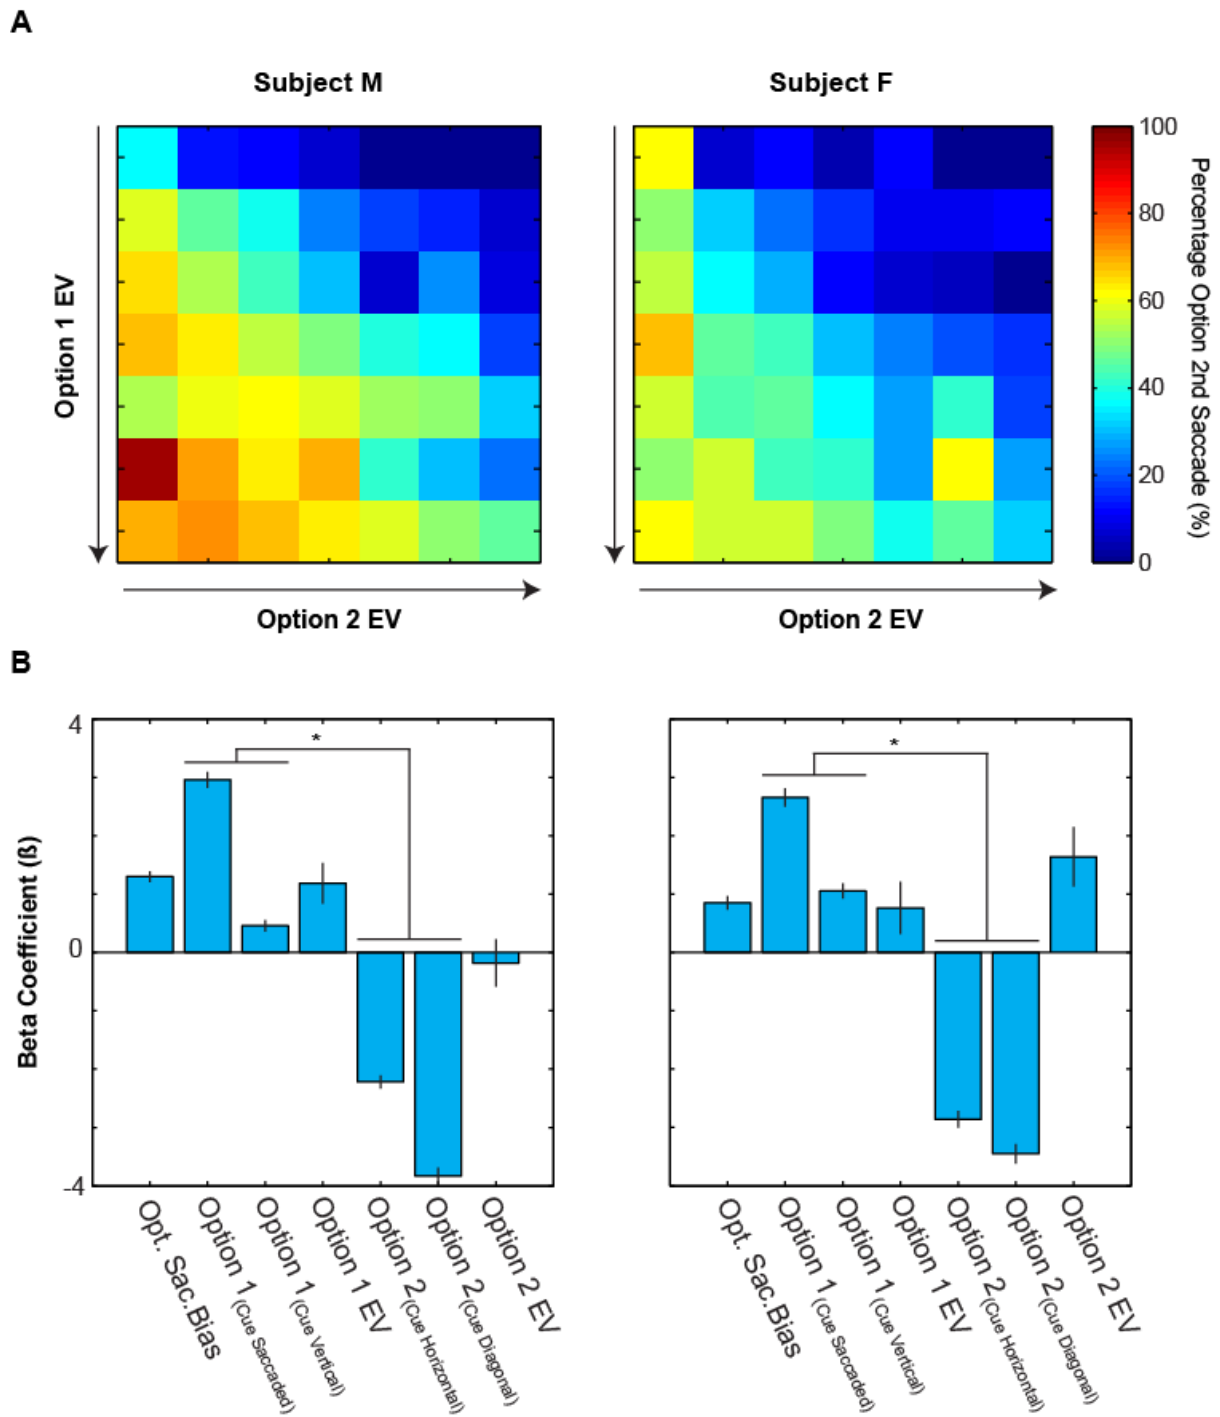 A
Subject M
Subject F
Option 1 EV
Option 2 EV
Option 2 EV
100
80
60
40
20
0
Percentage Option 2nd Saccade (%)
B
Beta Coefficient (ß)
4
0
-4
*
*
Opt. Sac.Bias
Option 1 (Cue Saccaded)
Option 1 (Cue Vertical)
Option 1 EV
Option 2 (Cue Horizontal)
Option 2 (Cue Diagonal)
Option 2 EV
Opt. Sac.Bias
Option 1 (Cue Saccaded)
Option 1 (Cue Vertical)
Option 1 EV
Option 2 (Cue Horizontal)
Option 2 (Cue Diagonal)
Option 2 EV